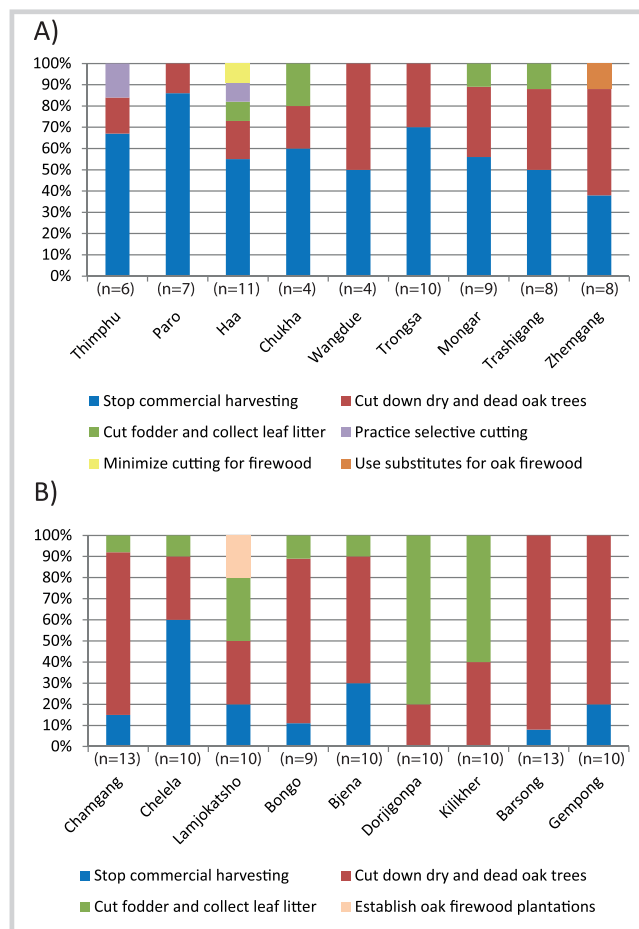 A)
100%
90%
80%
70%
60%
50%
40%
30%
20%
10%
0%
(n=6) (n=7) (n=11) (n=4) (n=4) (n=10) (n=9) (n=8) (n=8)
Thimphu Paro Haa Chukha Wangdue Trongsa Mongar Trashigang Zhemgang
Stop commercial harvesting Cut down dry and dead oak trees
Cut fodder and collect leaf litter Practice selective cutting
Minimize cutting for firewood Use substitutes for oak firewood
B)
100%
90%
80%
70%
60%
50%
40%
30%
20%
10%
0%
(n=13) (n=10) (n=10) (n=9) (n=10) (n=10) (n=10) (n=13) (n=10)
Chamgang Chelela Lamjokatsho Bongo Bjena Dorjigonpa Kilikher Barsong Gempong
Stop commercial harvesting Cut down dry and dead oak trees
Cut fodder and collect leaf litter Establish oak firewood plantations